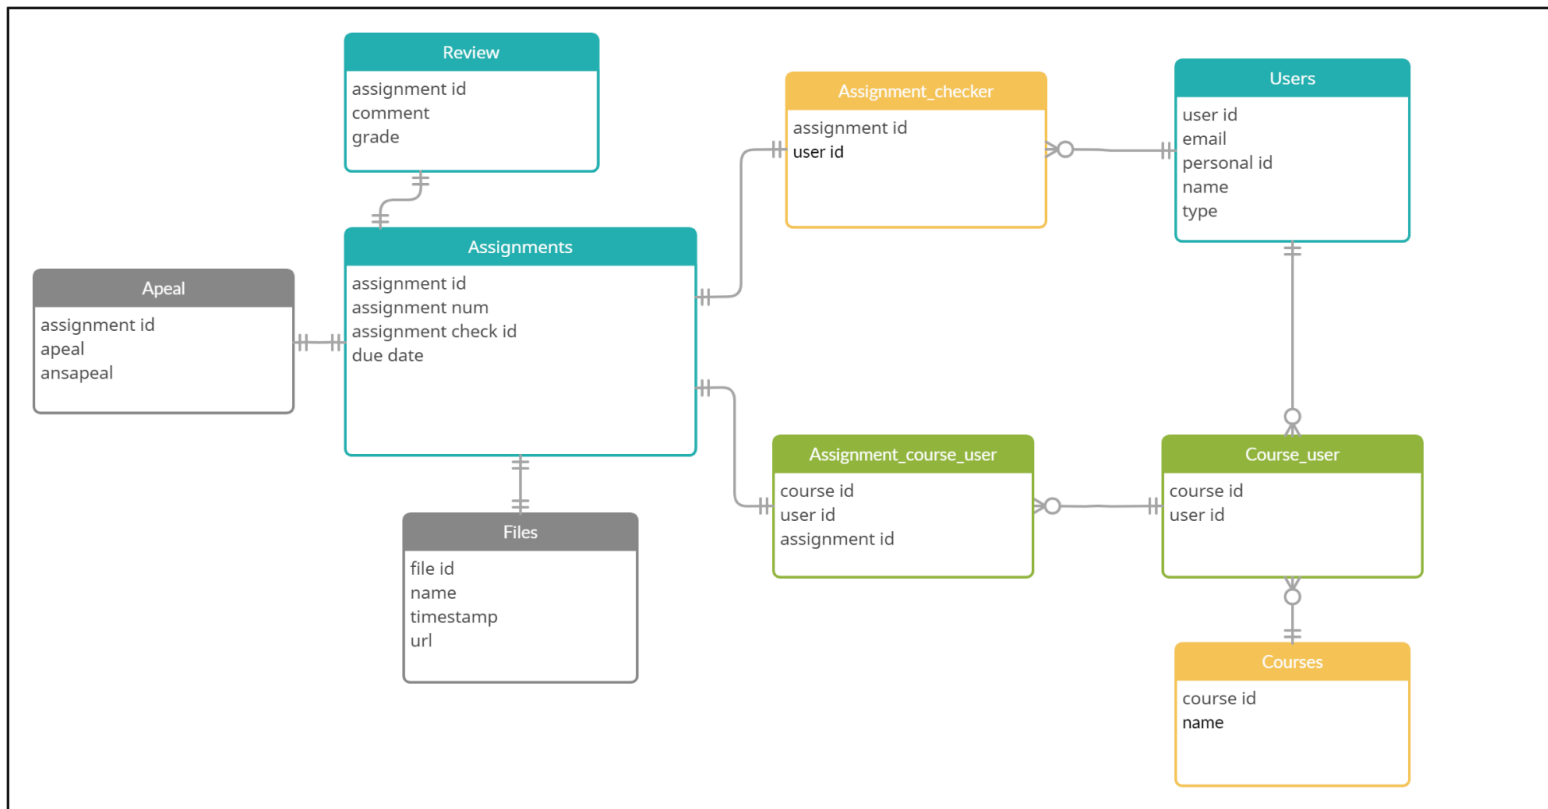 Review
assignment id
comment
grade
Assignment_checker
assignment id
user id
Users
user id
email
personal id
name
type
Assignments
assignment id
assignment num
assignment check id
due date
Apeal
assignment id
apeal
ansapeal
Assignment_course_user
course id
user id
assignment id
Course_user
course id
user id
Files
file id
name
timestamp
url
Courses
course id
name